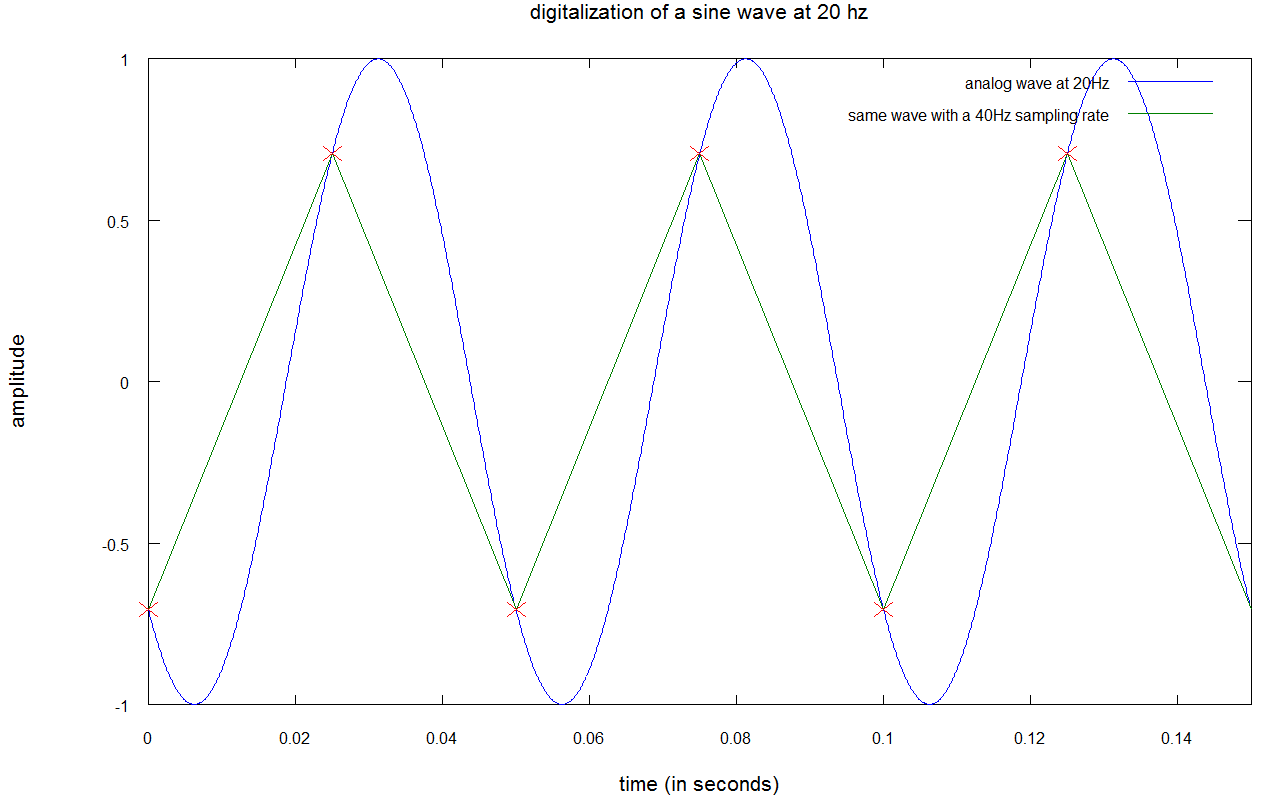 digitalization of a sine wave at 20 hz
analog wave at 20Hz
same wave with a 40Hz sampling rate
1
0.5
0
-0.5
-1
amplitude
0 0.02 0.04 0.06 0.08 0.1 0.12 0.14
time (in seconds)